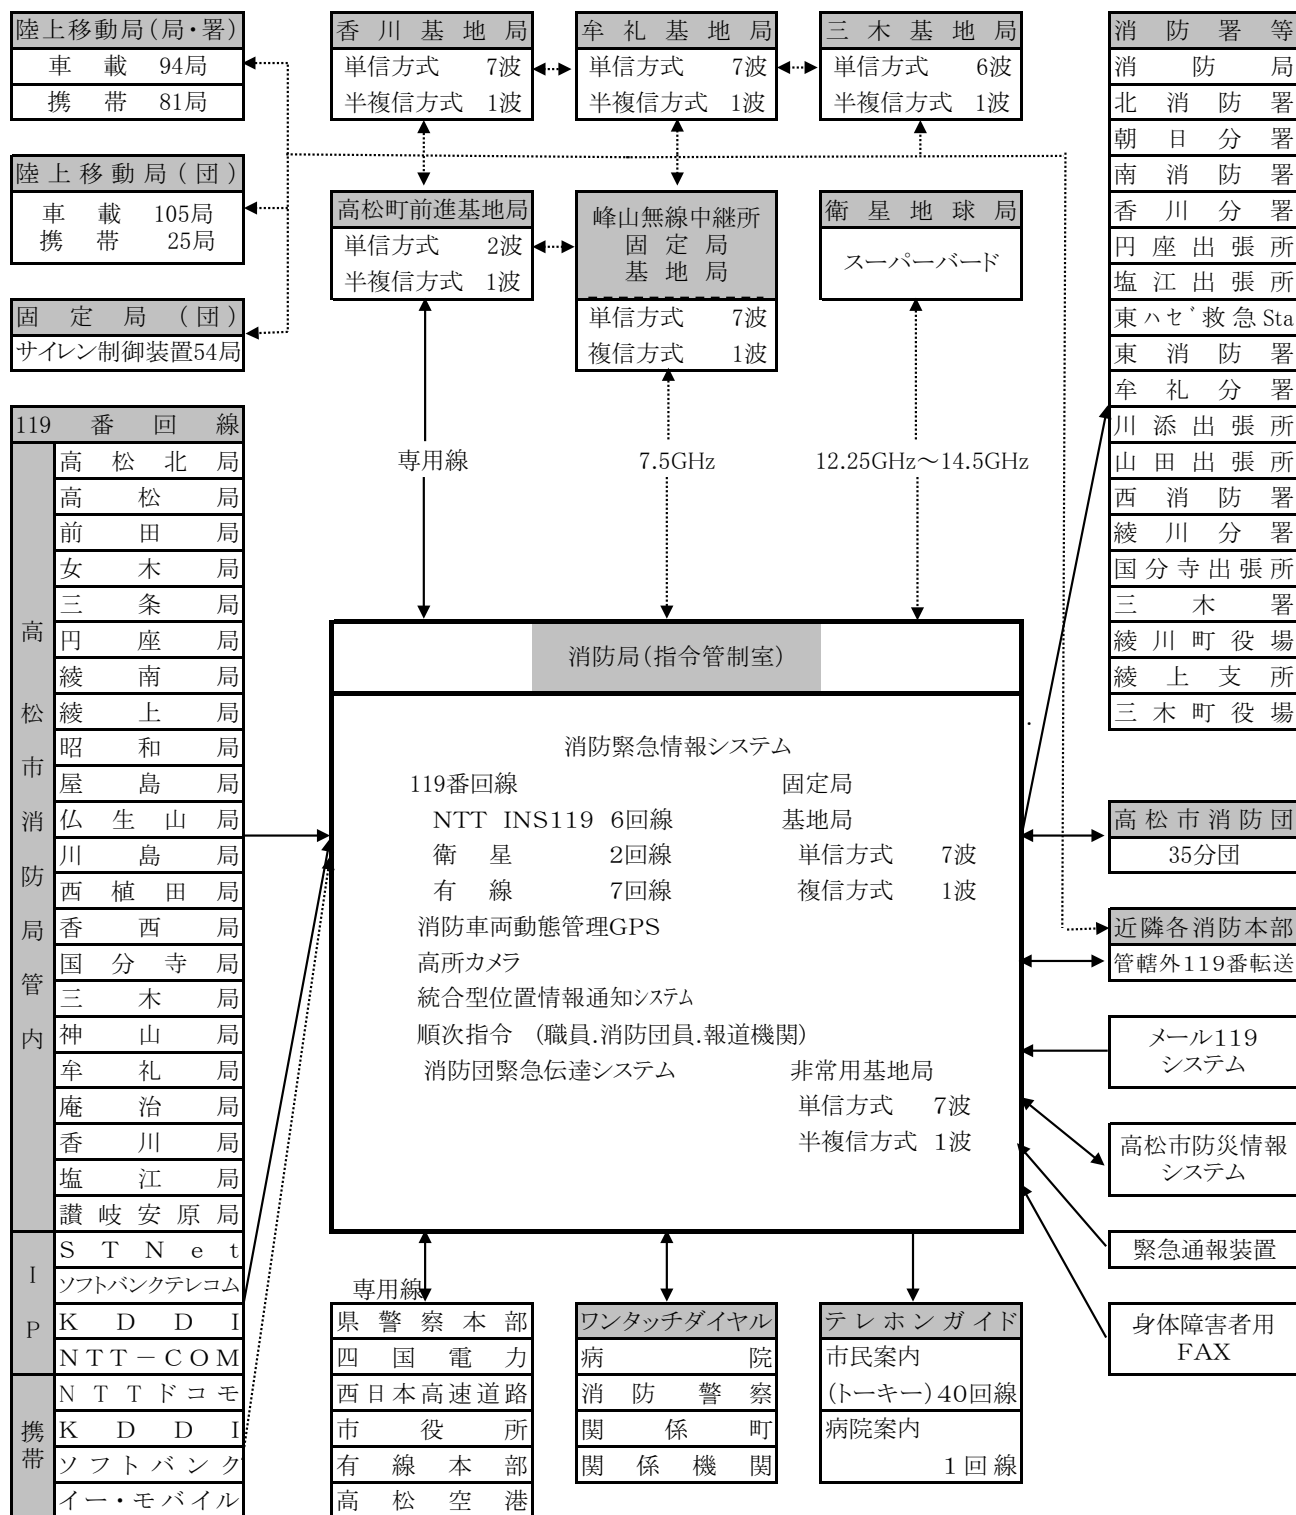 陸上移動局(局・署)
車載 94局
携帯 81局
香川基地局
単信方式 7波
半複信方式 1波
牟礼基地局
単信方式 7波
半複信方式 1波
三木基地局
単信方式 6波
半複信方式 1波
消防署等
消防局
北消防署
朝日分署
南消防署
香川分署
円座出張所
塩江出張所
東ハゼ救急Sta
東消防署
牟礼分署
川添出張所
山田出張所
西消防署
綾川分署
国分寺出張所
三木署
綾川町役場
綾上支所
三木町役場
陸上移動局(団)
車載 105局
携帯 25局
高松町前進基地局
単信方式 2波
半複信方式 1波
峰山無線中継所
固定局
基地局
単信方式 7波
複信方式 1波
衛星地球局
スーパーバード
固定局(団)
サイレン制御装置54局
専用線
7.5GHz
12.25GHz～14.5GHz
119番回線
高松市消防局管内
高松北局
高松局
前田局
女木局
三条局
円座局
綾南局
綾上局
昭和局
屋島局
仏生山局
川島局
西植田局
香西局
国分寺局
三木局
神山局
牟礼局
庵治局
香川局
塩江局
讃岐安原局
IP
STNet
ソフトバンクテレコム
KDDI
NTT－COM
携帯
NTTドコモ
KDDI
ソフトバンク
イー・モバイル
消防局(指令管制室)
消防緊急情報システム
119番回線
NTT INS119 6回線
衛星 2回線
有線 7回線
固定局
基地局
単信方式 7波
複信方式 1波
消防車両動態管理GPS
高所カメラ
統合型位置情報通知システム
順次指令 (職員.消防団員.報道機関)
消防団緊急伝達システム
非常用基地局
単信方式 7波
半複信方式 1波
高松市消防団
35分団
近隣各消防本部
管轄外119番転送
メール119
システム
高松市防災情報
システム
緊急通報装置
身体障害者用
FAX
専用線
県警察本部
四国電力
西日本高速道路
市役所
有線本部
高松空港
ワンタッチダイヤル
病院
消防警察
関係町
関係機関
テレホンガイド
市民案内
(トーキー)40回線
病院案内
1回線